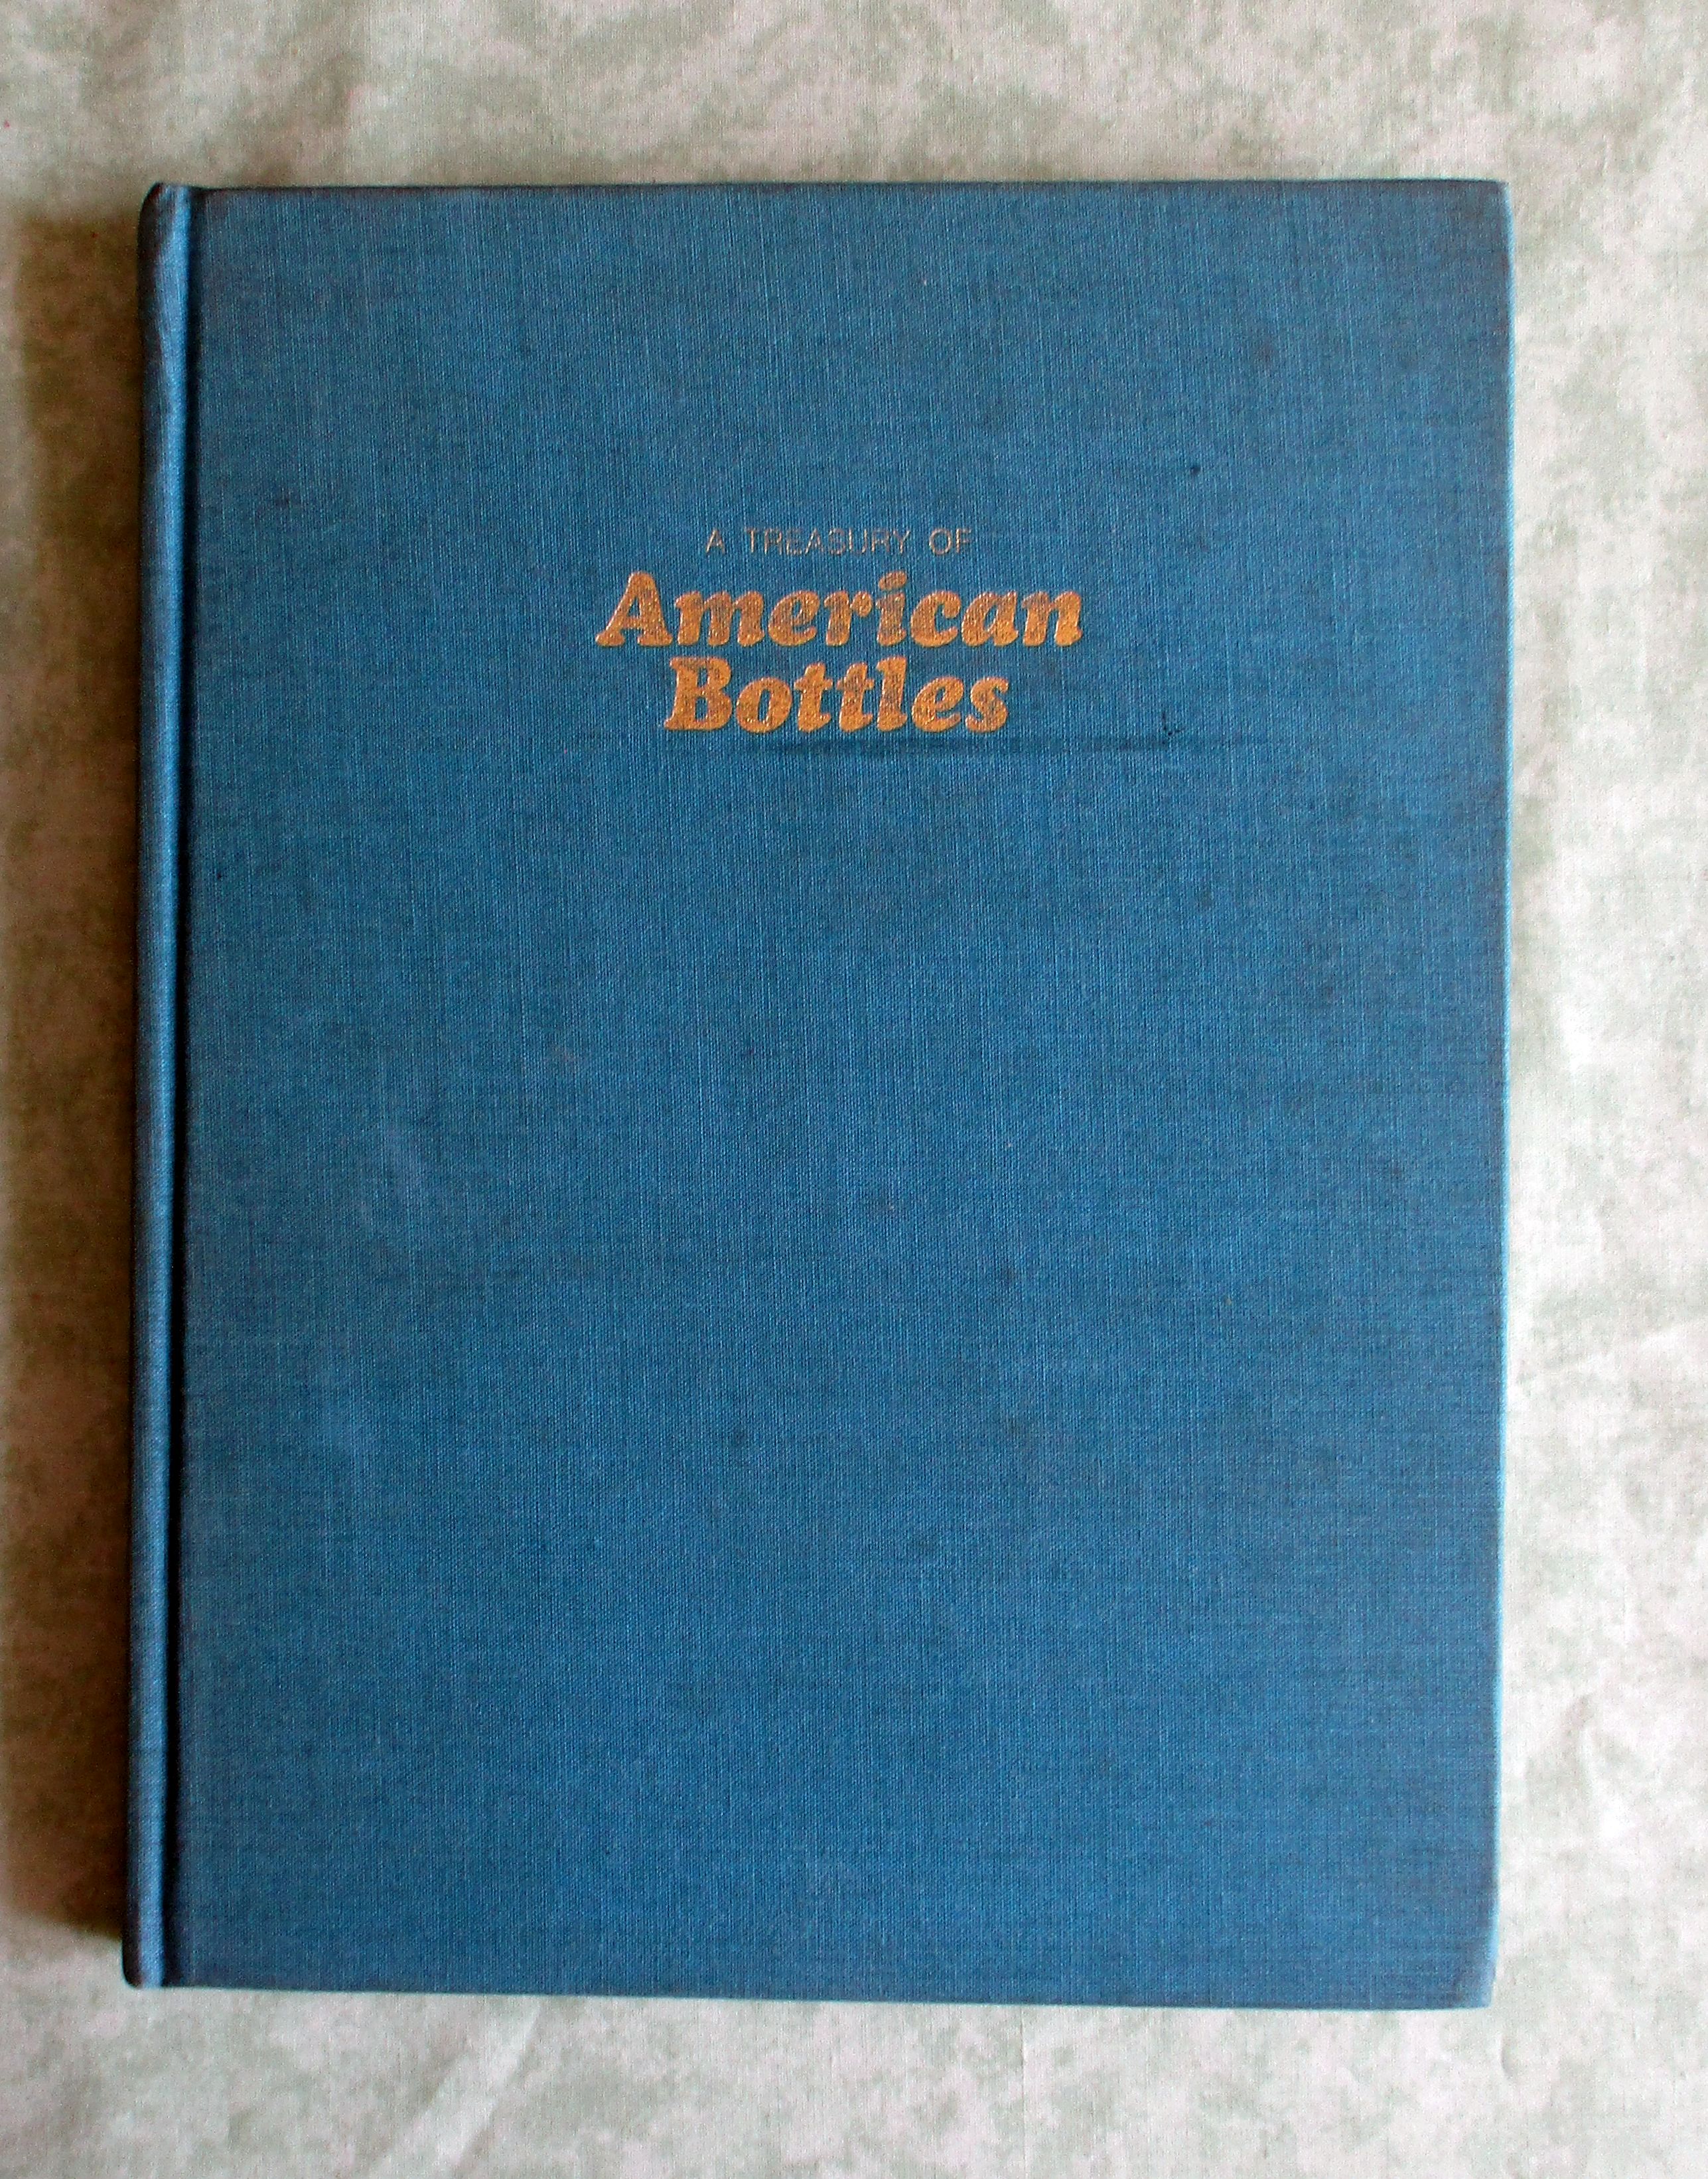 A TREASURY OF
American
Bottles